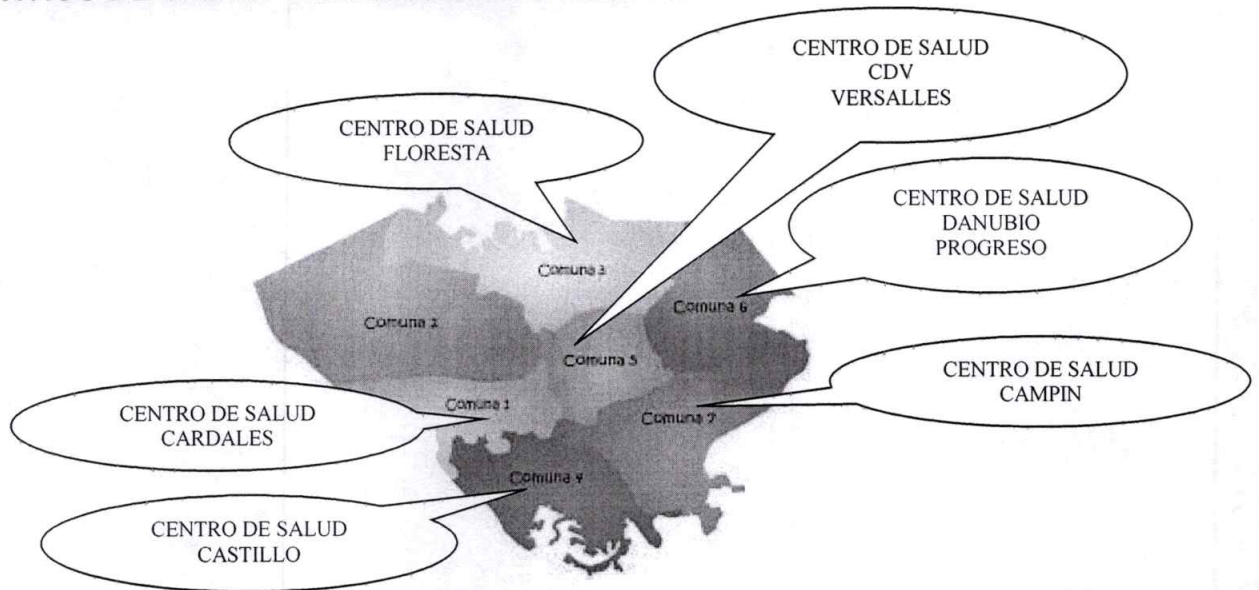 CENTRO DE SALUD
CDV
VERSALLES
CENTRO DE SALUD
FLORESTA
CENTRO DE SALUD
DANUBIO
PROGRESO
Comuna 3
Comuna 6
Comuna 2
Comuna 5
CENTRO DE SALUD
CAMPIN
CENTRO DE SALUD
CARDALES
Comuna 1
Comuna 7
Comuna 4
CENTRO DE SALUD
CASTILLO